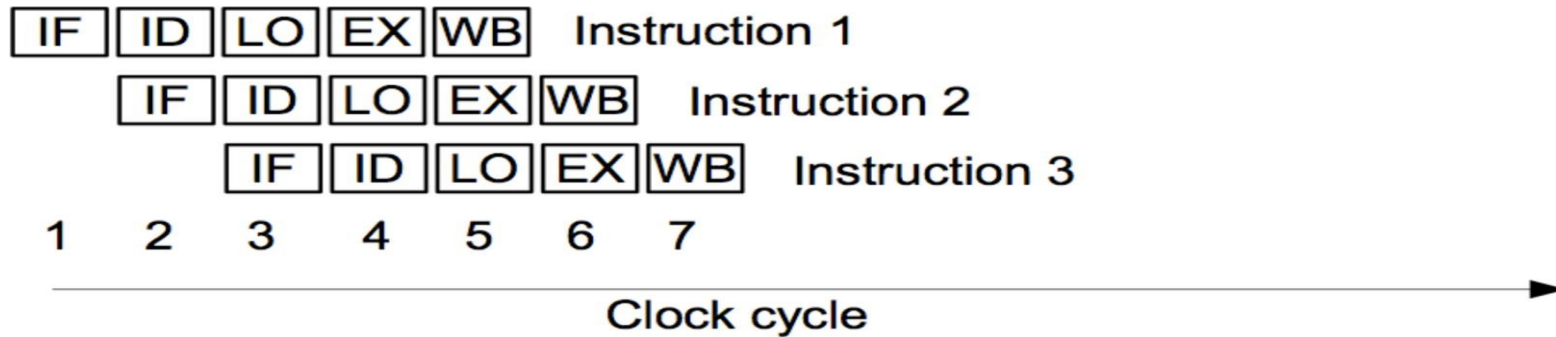 IF ID LO EX WB Instruction 1
IF ID LO EX WB Instruction 2
IF ID LO EX WB Instruction 3
1 2 3 4 5 6 7
Clock cycle